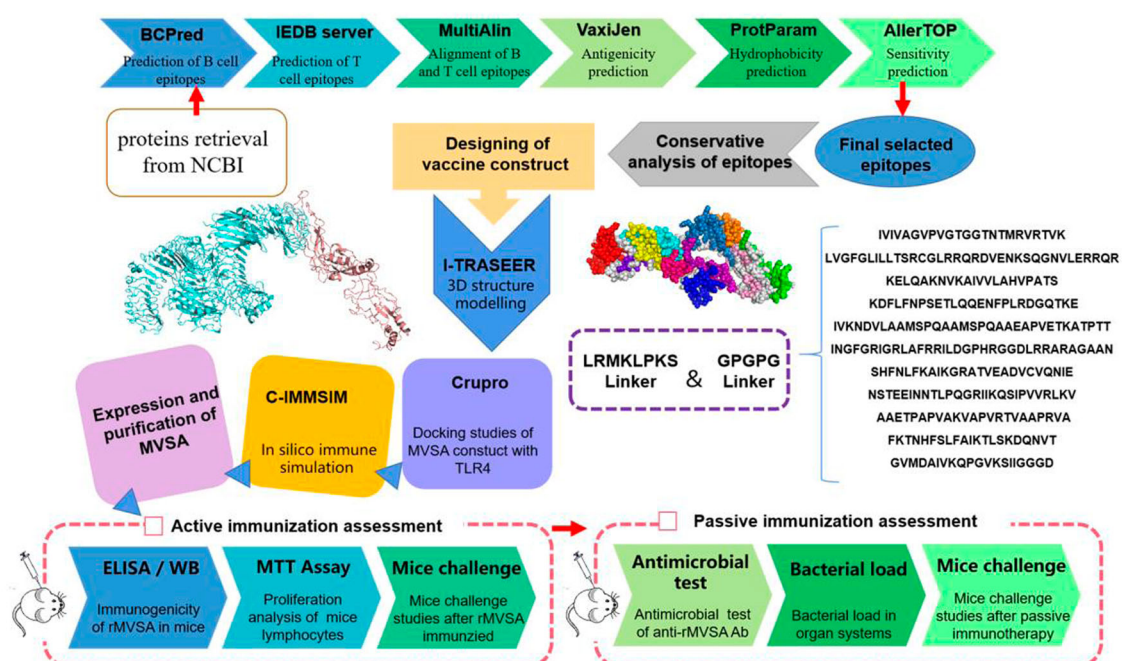 BCPred
Prediction of B cell
epitopes
IEDB server
Prediction of T
cell epitopes
MultiAlin
Alignment of B
and T cell epitopes
VaxiJen
Antigenicity
prediction
ProtParam
Hydrophobicity
prediction
AllerTOP
Sensitivity
prediction
proteins retrieval
from NCBI
Designing of
vaccine construct
Conservative
analysis of epitopes
Final selacted
epitopes
I-TRASEER
3D structure
modelling
IVIVAGVPVGTGGTNTMRVRTVK
LVGFGLILLTSRCGLRRQRDVENKSQGNVLERRQR
KELQAKNVKAIVVLAHVPATS
KDFLFNPSETLQQENFPLRDGQTKE
IVKNDVLAAMSPQAAMSPQAAEAPVETKATPTT
INGFGRIGRLAFRRILDGPHRGGDLRRARAGAAN
SHFNLFKAIKGRATVEADVCVQNIE
NSTEEINNTLPQGRIIKQSIPVVRLKV
AAETPAPVAKVAPVRTVAAPRVA
FKTNHFSLFAIKTLSKDQNVT
GVMDAIVKQPGVKSIIGGGD
LRMKLPKS
Linker
&
GPGPG
Linker
Expression and
purification of
MVSA
C-IMMSIM
In silico immune
simulation
Crupro
Docking studies of
MVSA constuct with
TLR4
Active immunization assessment
ELISA / WB
Immunogenicity
of rMVSA in mice
MTT Assay
Proliferation
analysis of mice
lymphocytes
Mice challenge
Mice challenge
studies after rMVSA
immunzied
Passive immunization assessment
Antimicrobial
test
Antimicrobial test
of anti-rMVSA Ab
Bacterial load
Bacterial load in
organ systems
Mice challenge
Mice challenge
studies after passive
immunotherapy